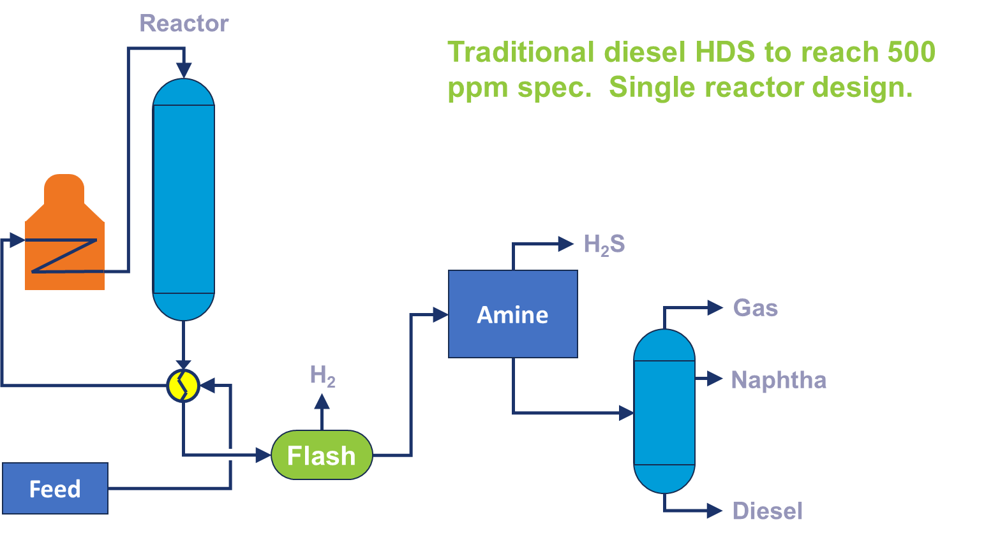 Reactor
Traditional diesel HDS to reach 500
ppm spec.  Single reactor design.
H₂S
Amine
Gas
H₂
Naphtha
Flash
Feed
Diesel